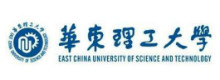 華東理工大學
EAST CHINA UNIVERSITY OF SCIENCE AND TECHNOLOGY